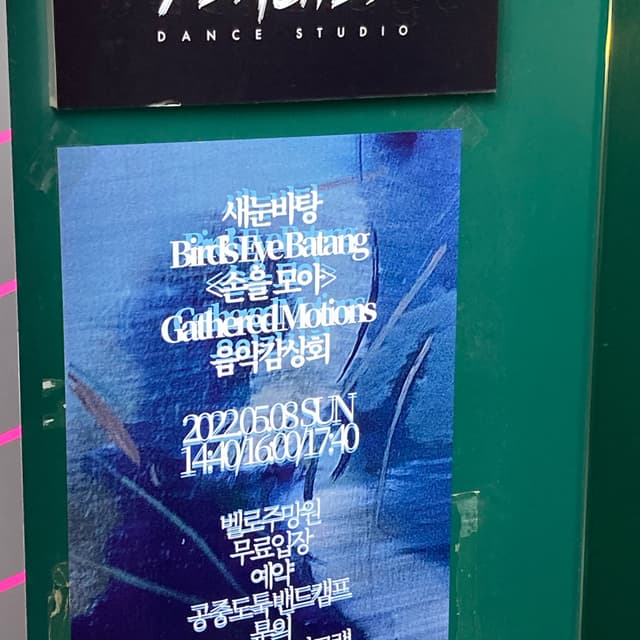 DANCE STUDIO
새눈바탕
Bird's Eye Batang
<손을 모아>
Gathered Motions
음악감상회
2022.05.08 SUN
14:40/16:00/17:40
벨로주망원
무료입장
예약
공중도둑밴드캠프
문의